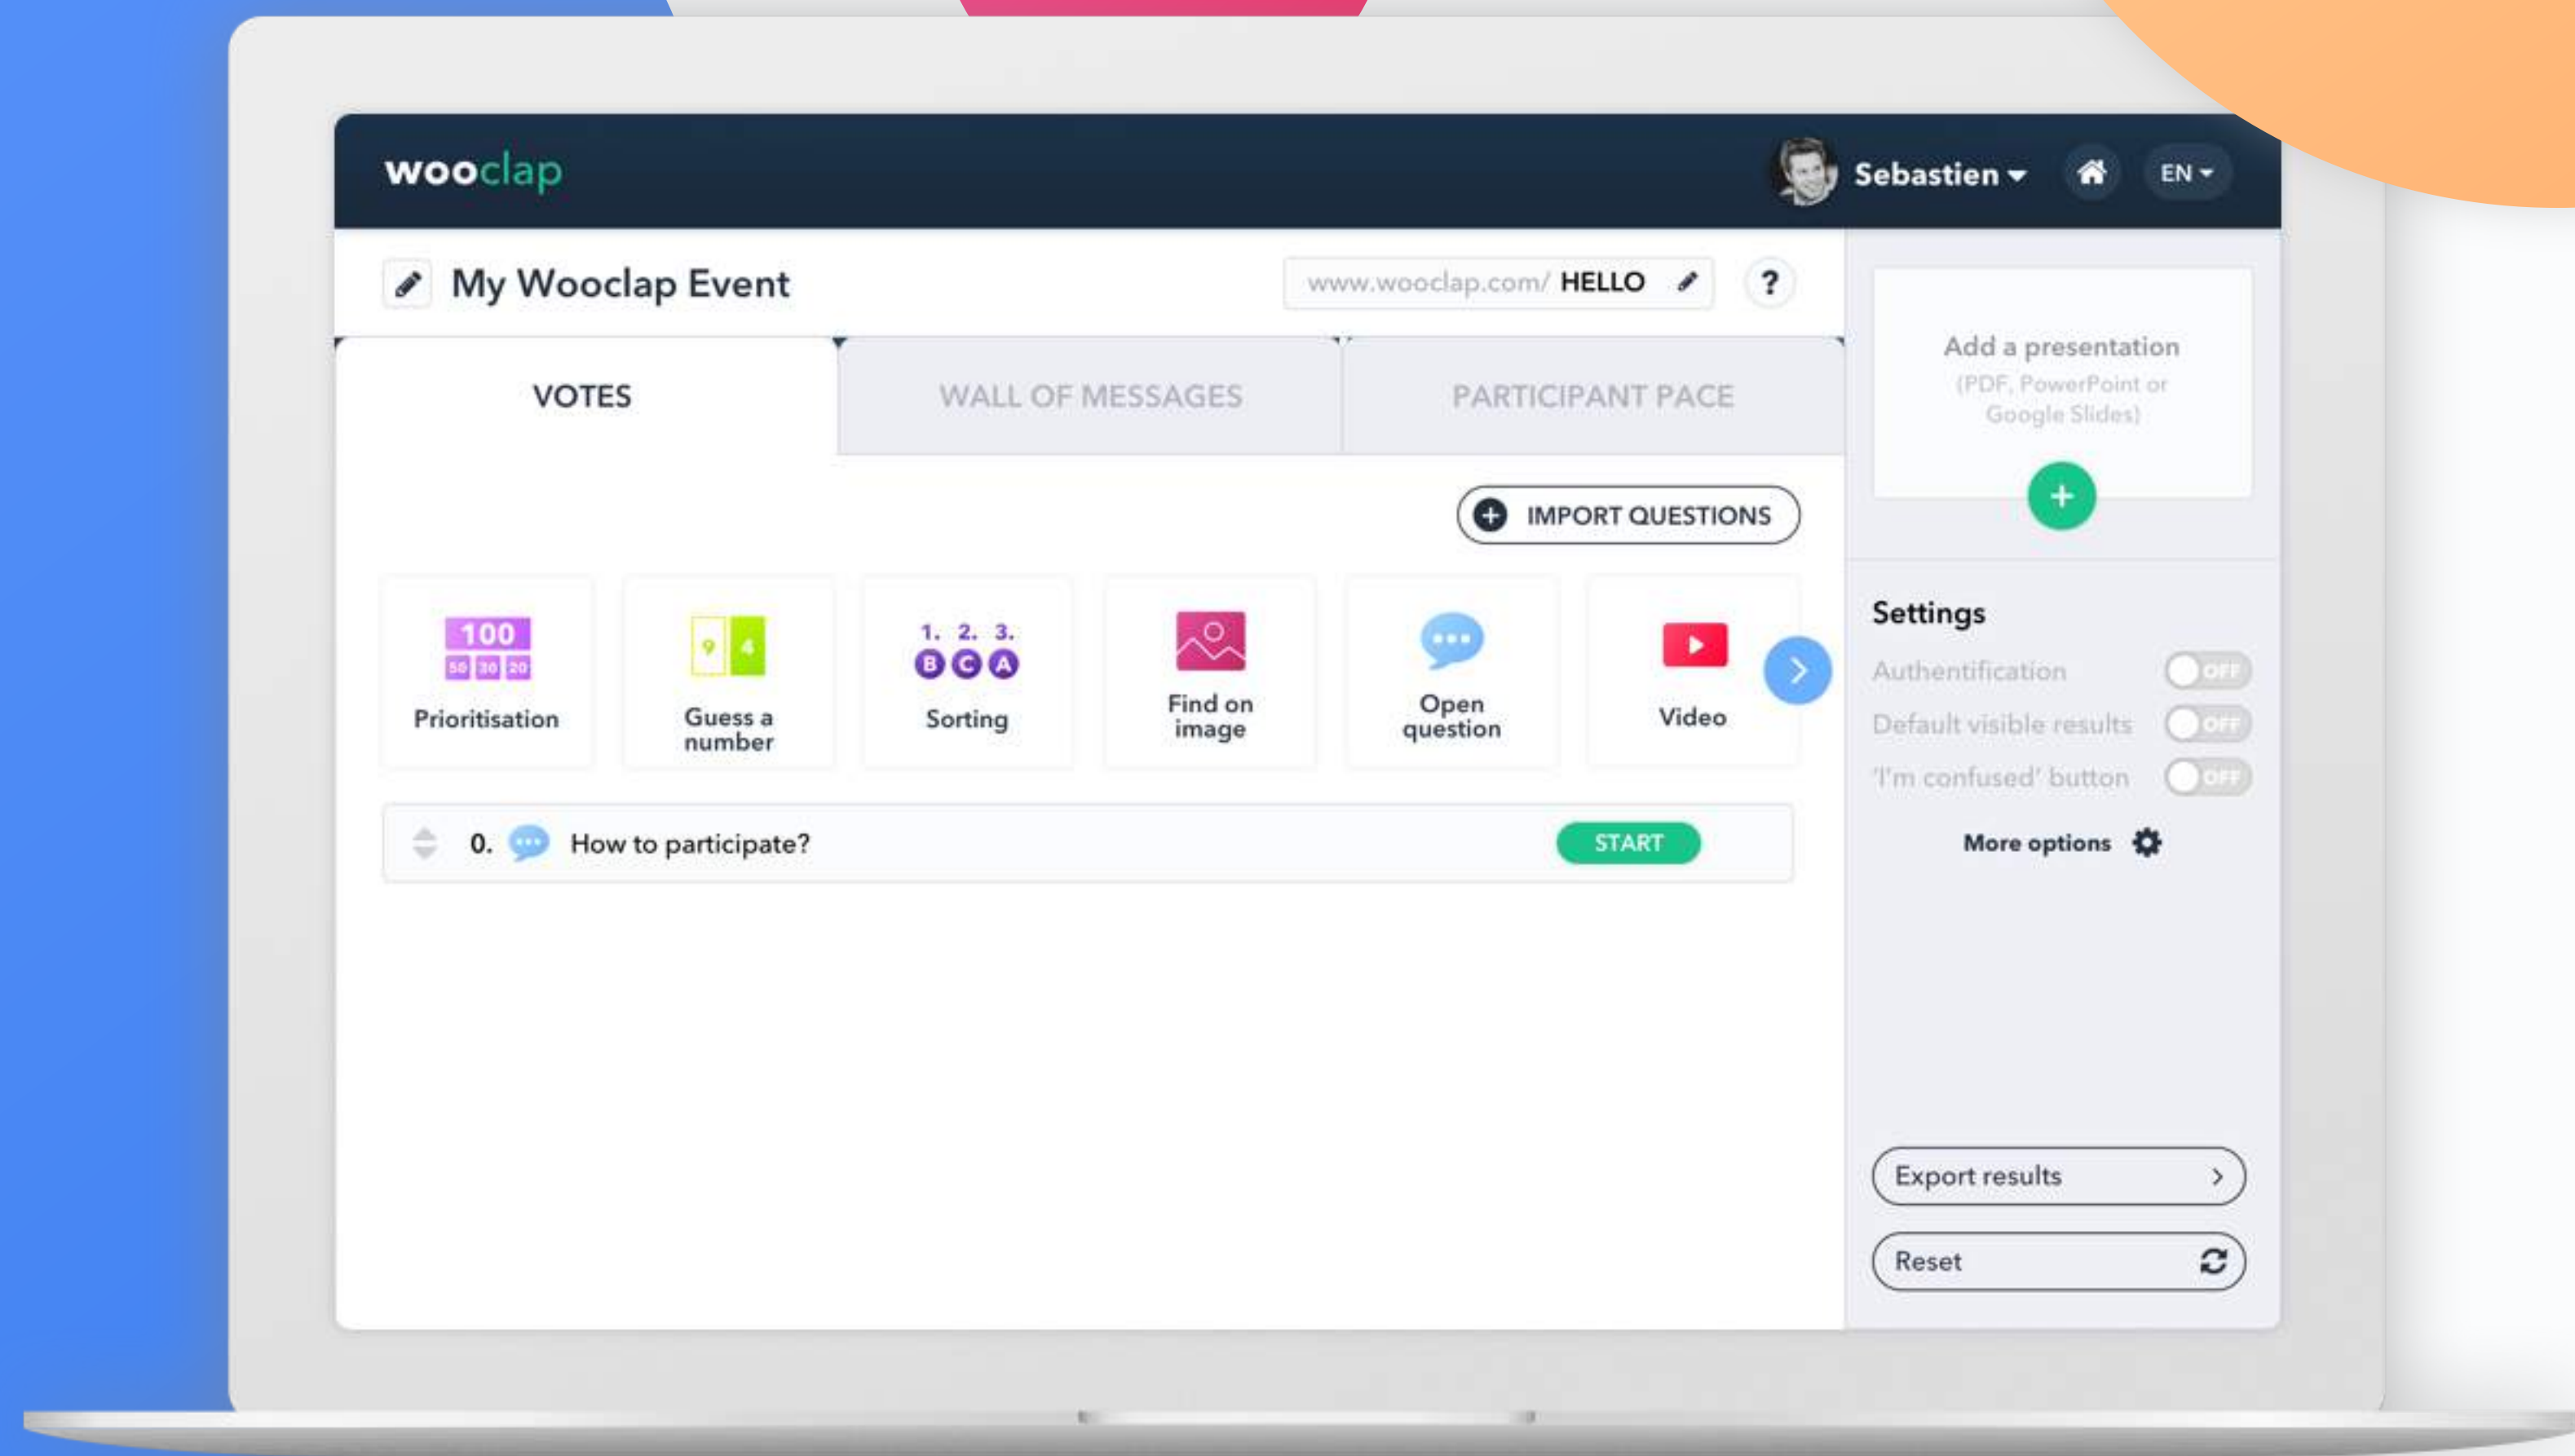 wooclap
Sebastien
EN
My Wooclap Event
www.wooclap.com/ HELLO
?
VOTES
WALL OF MESSAGES
PARTICIPANT PACE
Add a presentation
(PDF, PowerPoint or
Google Slides)
IMPORT QUESTIONS
100
50 30 20
Prioritisation
9 4
Guess a
number
1. 2. 3.
B C A
Sorting
Find on
image
Open
question
Video
0. How to participate?
START
Settings
Authentification OFF
Default visible results OFF
'I'm confused' button OFF
More options
Export results
Reset